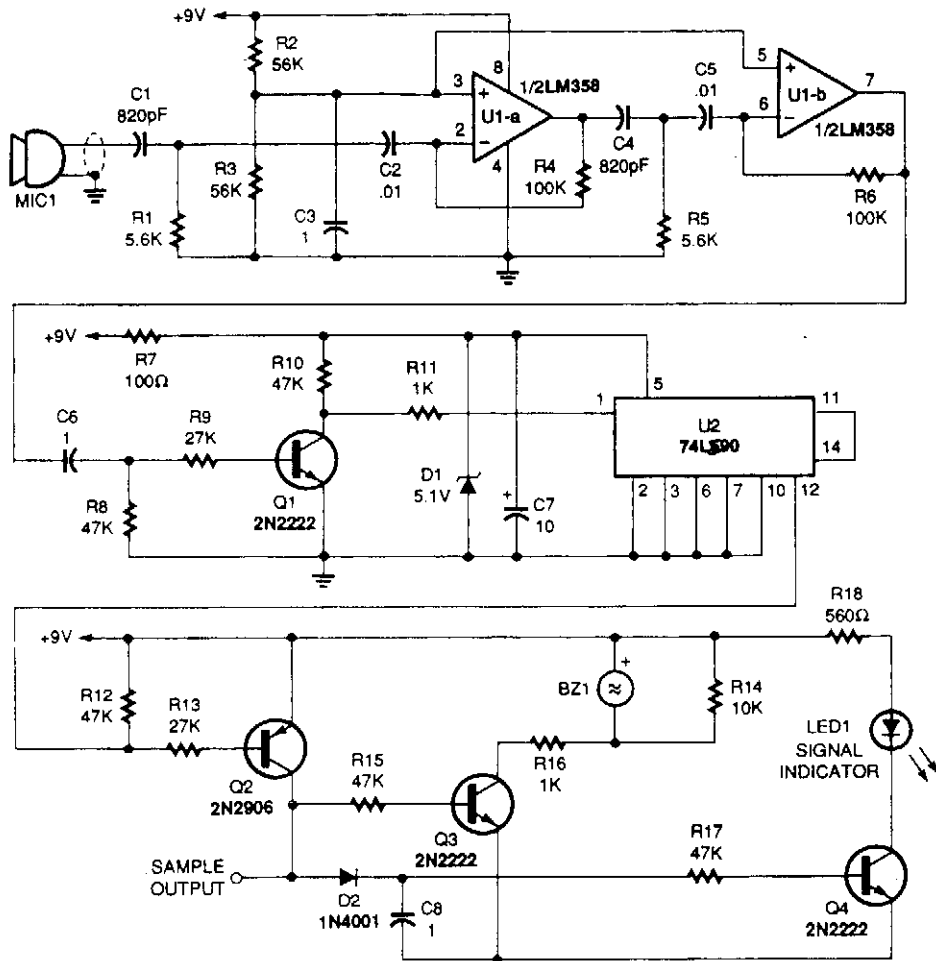 +9V
R2
56K
C1
820pF
MIC1
R1
5.6K
R3
56K
C3
1
C2
.01
3
+
2
−
8
1/2LM358
U1-a
4
R4
100K
C4
820pF
R5
5.6K
C5
.01
5
+
6
−
7
U1-b
1/2LM358
R6
100K
+9V
R7
100Ω
R10
47K
R11
1K
1
5
U2
74LS90
11
14
2
3
6
7
10
12
C6
1
R9
27K
R8
47K
Q1
2N2222
D1
5.1V
+
C7
10
+9V
R12
47K
R13
27K
Q2
2N2906
R15
47K
Q3
2N2222
R16
1K
BZ1
+
R14
10K
R18
560Ω
LED1
SIGNAL
INDICATOR
R17
47K
Q4
2N2222
SAMPLE
OUTPUT
D2
1N4001
C8
1